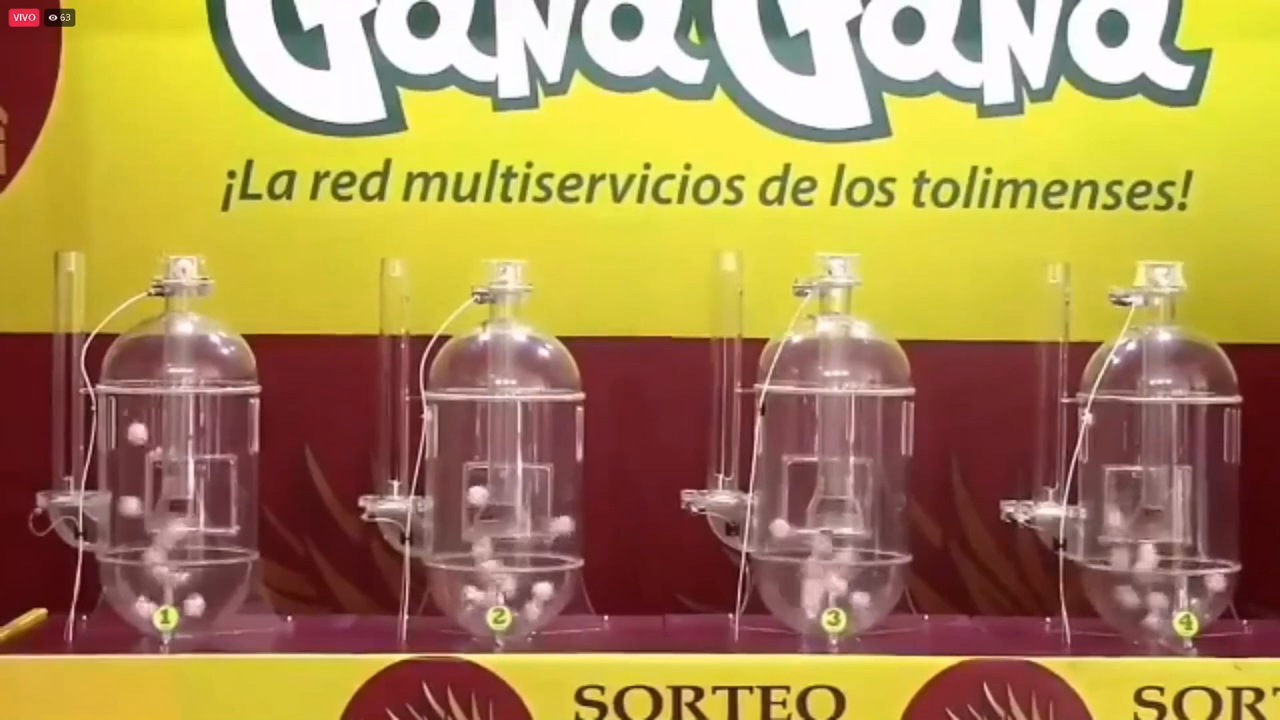 VIVO 63
GanaGana
¡La red multiservicios de los tolimenses!
1 2 3 4
SORTEO SORT